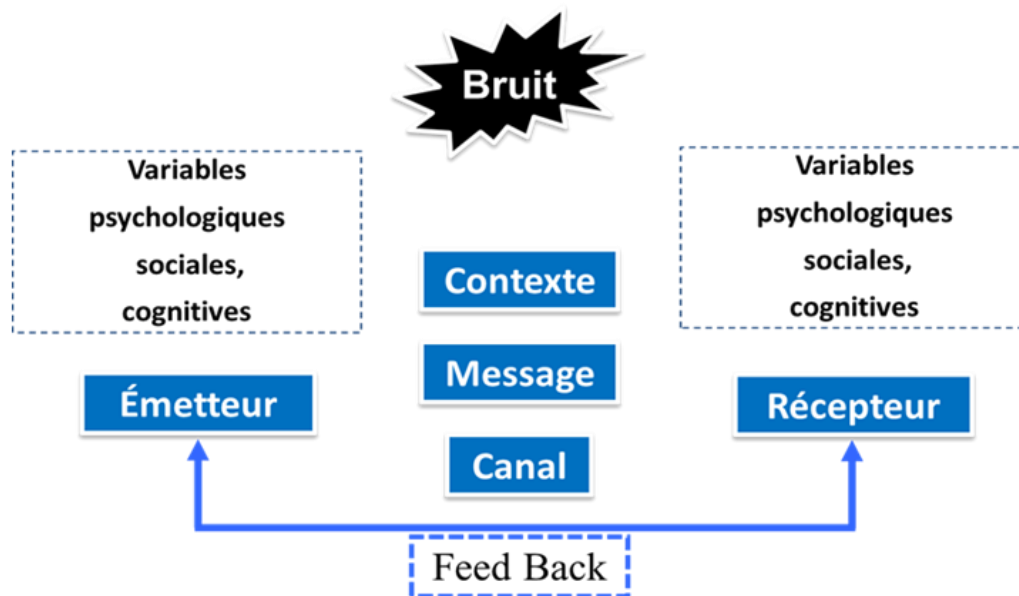 Bruit
Variables
psychologiques
sociales,
cognitives
Variables
psychologiques
sociales,
cognitives
Contexte
Message
Émetteur
Récepteur
Canal
Feed Back